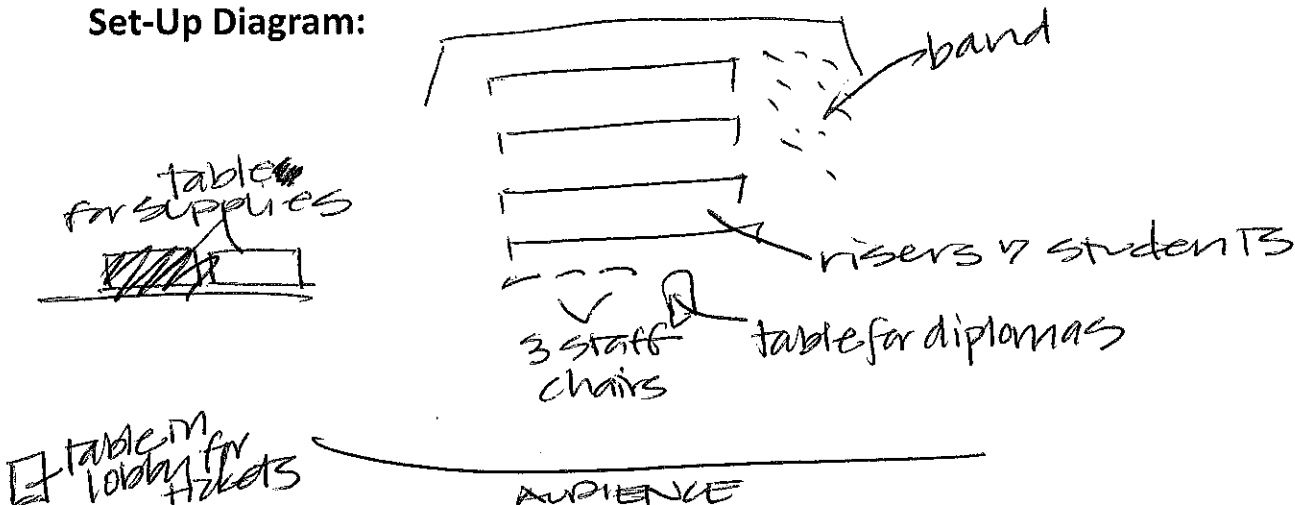 Set-Up Diagram:
band
table
for supplies
risers students
3 staff
chairs
table for diplomas
table in
lobby for
tickets
AUDIENCE